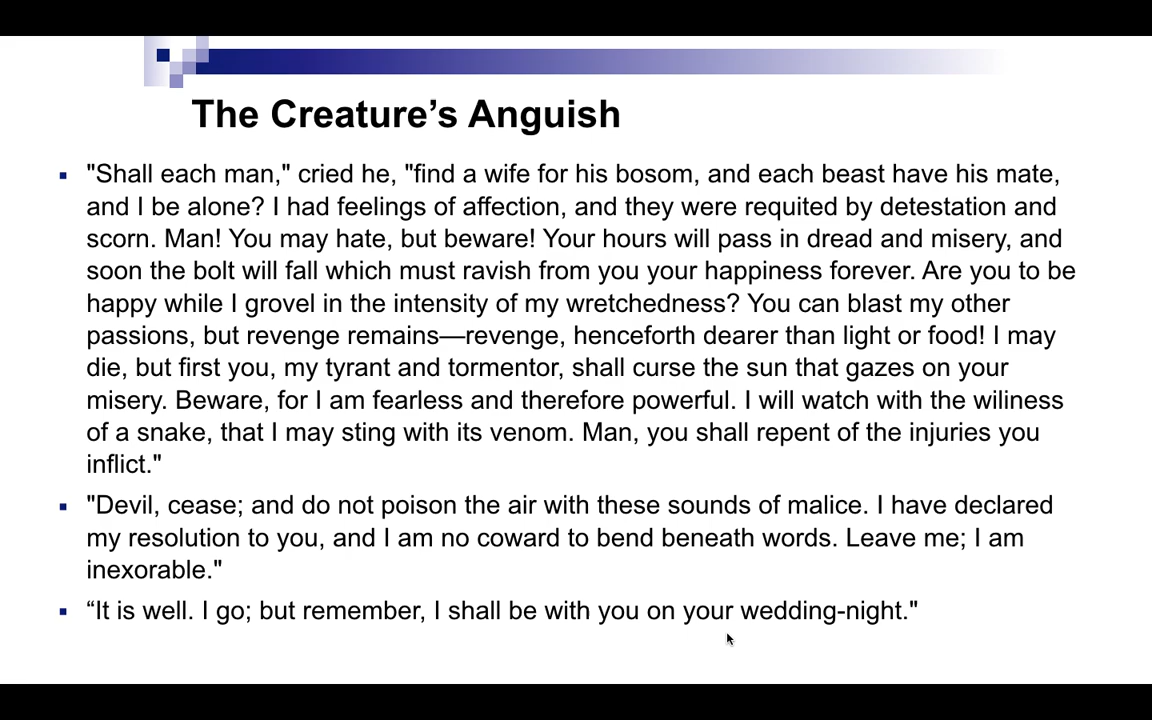 The Creature’s Anguish
"Shall each man," cried he, "find a wife for his bosom, and each beast have his mate,
and I be alone? I had feelings of affection, and they were requited by detestation and
scorn. Man! You may hate, but beware! Your hours will pass in dread and misery, and
soon the bolt will fall which must ravish from you your happiness forever. Are you to be
happy while I grovel in the intensity of my wretchedness? You can blast my other
passions, but revenge remains—revenge, henceforth dearer than light or food! I may
die, but first you, my tyrant and tormentor, shall curse the sun that gazes on your
misery. Beware, for I am fearless and therefore powerful. I will watch with the wiliness
of a snake, that I may sting with its venom. Man, you shall repent of the injuries you
inflict."
"Devil, cease; and do not poison the air with these sounds of malice. I have declared
my resolution to you, and I am no coward to bend beneath words. Leave me; I am
inexorable."
“It is well. I go; but remember, I shall be with you on your wedding-night."